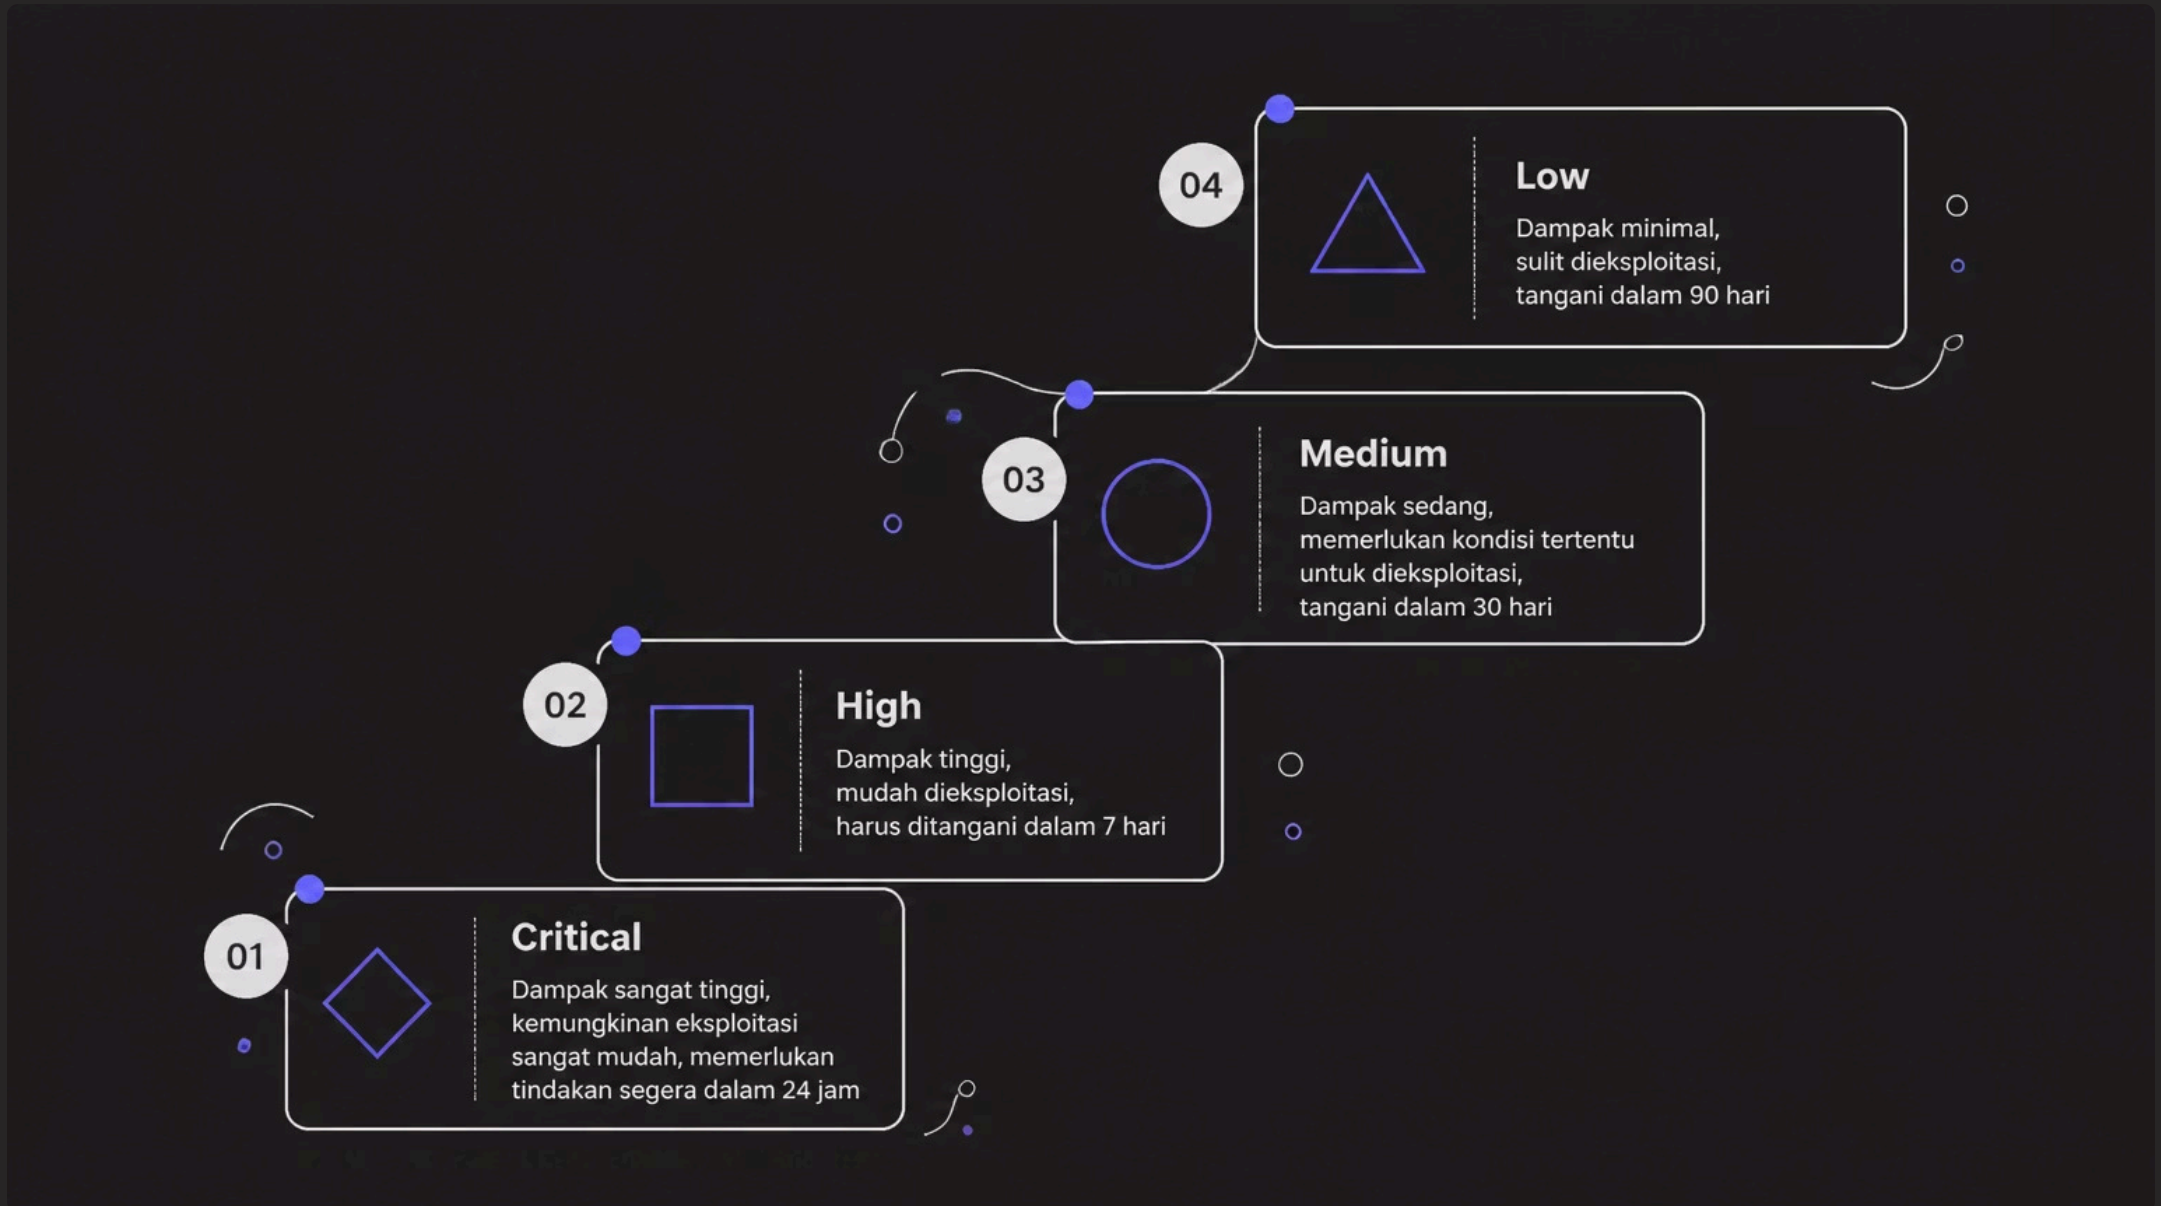 04
Low
Dampak minimal,
sulit dieksploitasi,
tangani dalam 90 hari
03
Medium
Dampak sedang,
memerlukan kondisi tertentu
untuk dieksploitasi,
tangani dalam 30 hari
02
High
Dampak tinggi,
mudah dieksploitasi,
harus ditangani dalam 7 hari
01
Critical
Dampak sangat tinggi,
kemungkinan eksploitasi
sangat mudah, memerlukan
tindakan segera dalam 24 jam